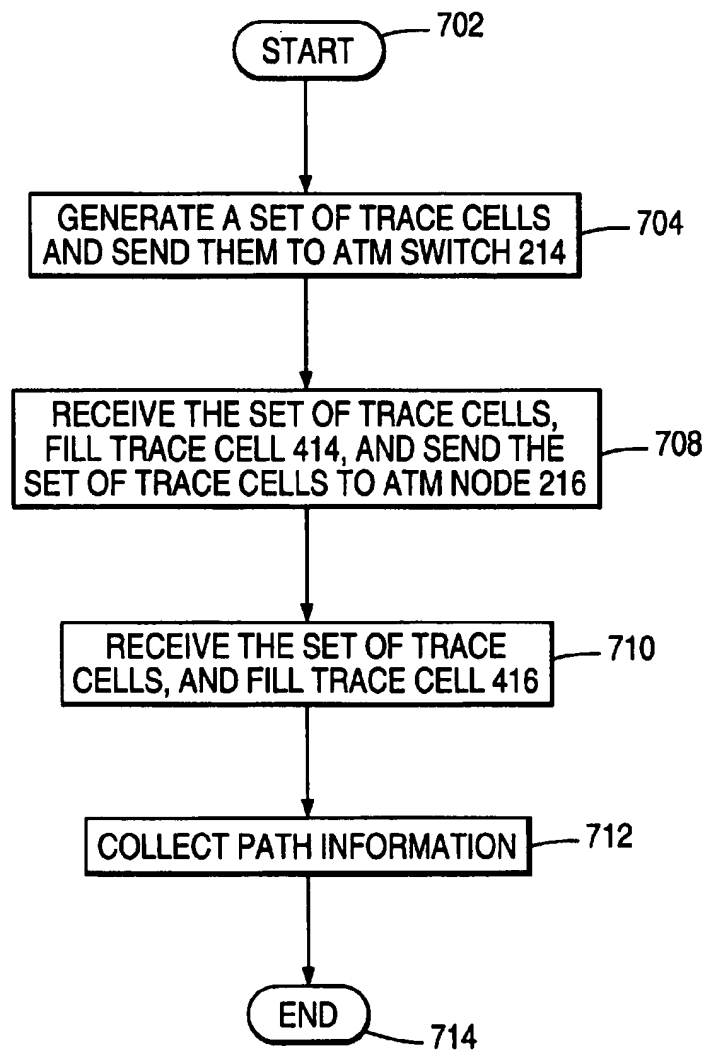 START
702
GENERATE A SET OF TRACE CELLS
AND SEND THEM TO ATM SWITCH 214
704
RECEIVE THE SET OF TRACE CELLS,
FILL TRACE CELL 414, AND SEND THE
SET OF TRACE CELLS TO ATM NODE 216
708
RECEIVE THE SET OF TRACE
CELLS, AND FILL TRACE CELL 416
710
COLLECT PATH INFORMATION
712
END
714